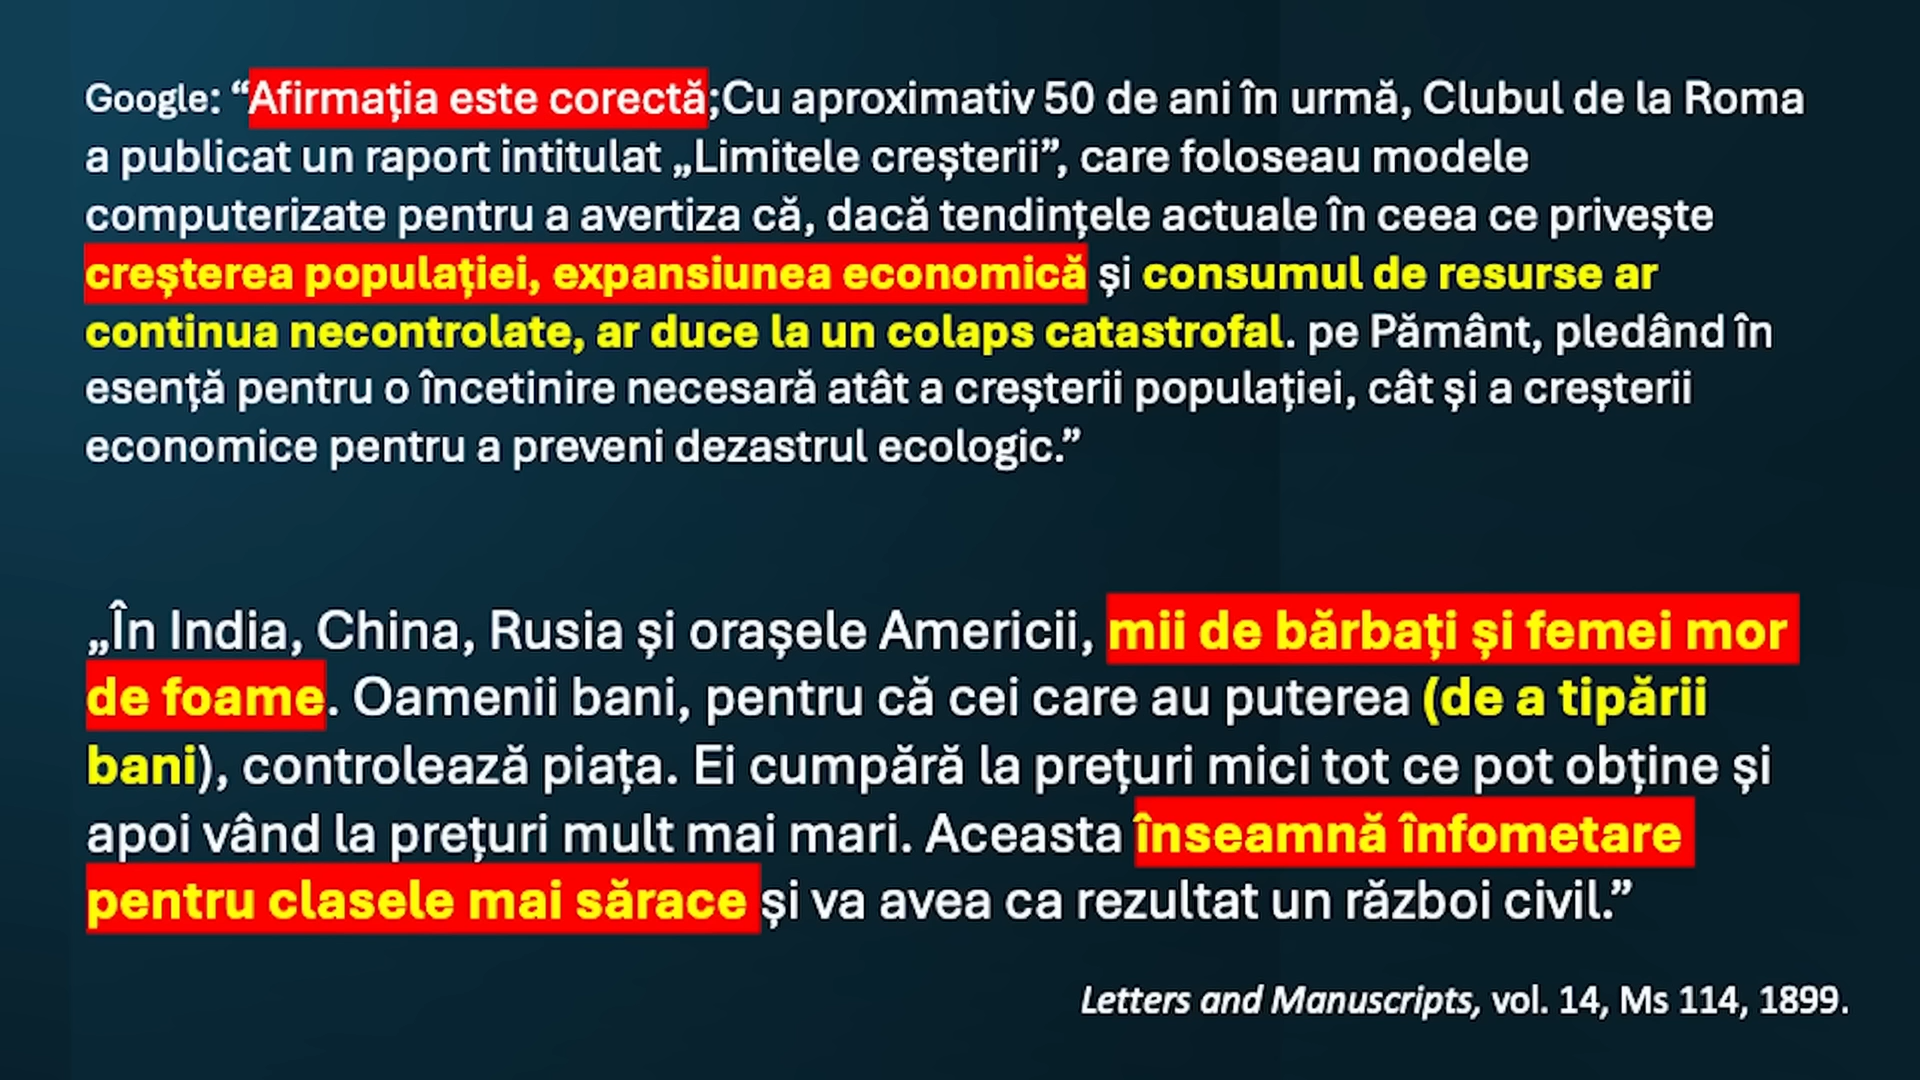 Google: “Afirmația este corectă;Cu aproximativ 50 de ani în urmă, Clubul de la Roma
a publicat un raport intitulat „Limitele creșterii”, care foloseau modele
computerizate pentru a avertiza că, dacă tendințele actuale în ceea ce privește
creșterea populației, expansiunea economică și consumul de resurse ar
continua necontrolate, ar duce la un colaps catastrofal. pe Pământ, pledând în
esență pentru o încetinire necesară atât a creșterii populației, cât și a creșterii
economice pentru a preveni dezastrul ecologic.”
„În India, China, Rusia și orașele Americii, mii de bărbați și femei mor
de foame. Oamenii bani, pentru că cei care au puterea (de a tipării
bani), controlează piața. Ei cumpără la prețuri mici tot ce pot obține și
apoi vând la prețuri mult mai mari. Aceasta înseamnă înfometare
pentru clasele mai sărace și va avea ca rezultat un război civil.”
Letters and Manuscripts, vol. 14, Ms 114, 1899.